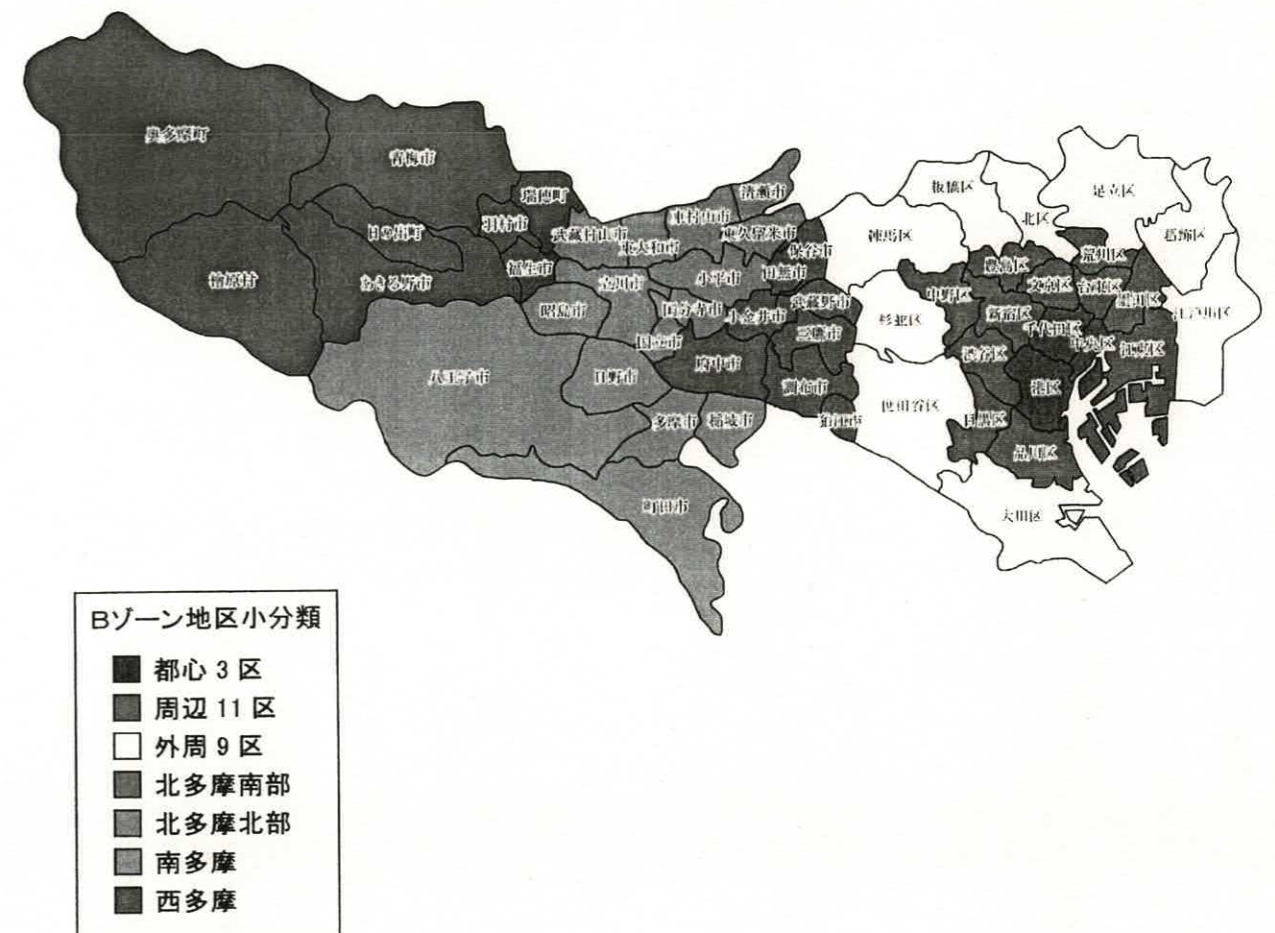 奥多摩町
青梅市
瑞穂町
羽村市
日の出町
檜原村
あきる野市
福生市
武蔵村山市
東大和市
東村山市
清瀬市
東久留米市
保谷市
田無市
小平市
立川市
昭島市
国分寺市
小金井市
武蔵野市
三鷹市
国立市
府中市
調布市
狛江市
八王子市
日野市
多摩市
稲城市
町田市
板橋区
北区
足立区
葛飾区
練馬区
荒川区
豊島区
文京区
台東区
墨田区
江戸川区
中野区
新宿区
杉並区
千代田区
中央区
江東区
渋谷区
港区
世田谷区
目黒区
品川区
大田区
Bゾーン地区小分類
都心3区
周辺11区
外周9区
北多摩南部
北多摩北部
南多摩
西多摩